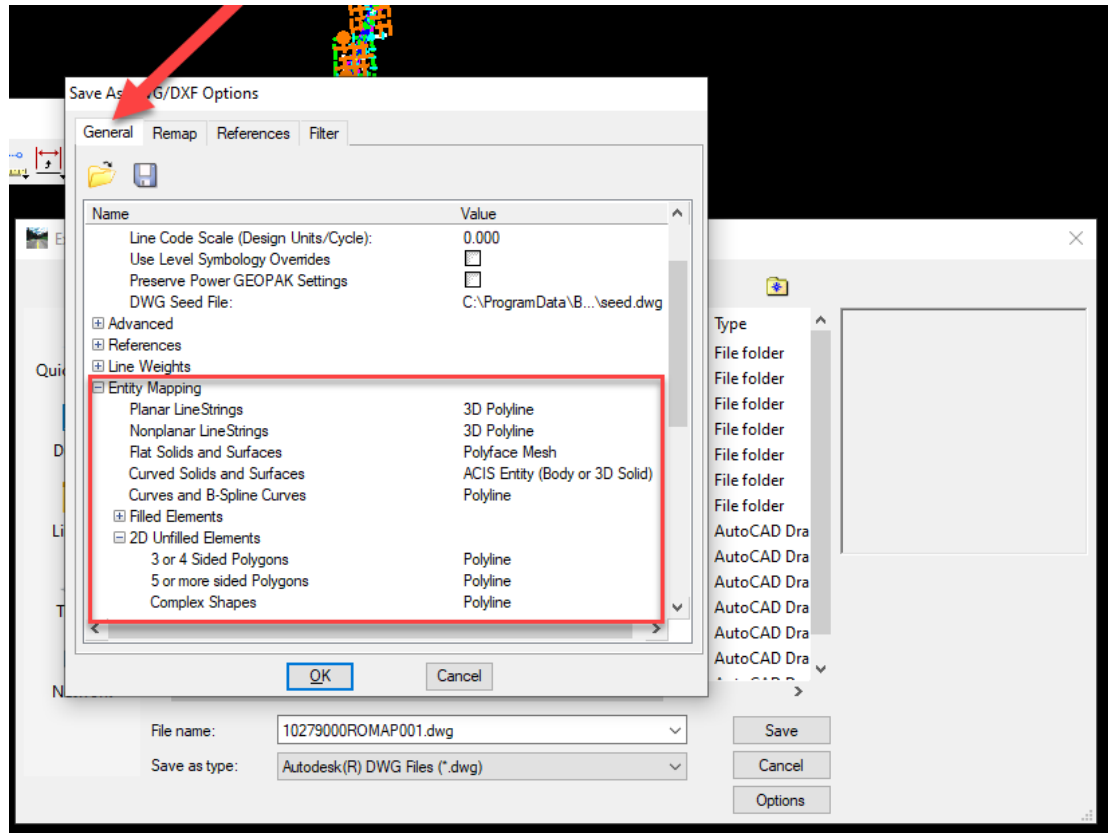 Save As
G/DXF Options
General Remap References Filter
Name Value
Line Code Scale (Design Units/Cycle): 0.000
Use Level Symbology Overrides
Preserve Power GEOPAK Settings
DWG Seed File: C:\ProgramData\B...\seed.dwg
Advanced
References
Line Weights
Entity Mapping
Planar LineStrings 3D Polyline
Nonplanar LineStrings 3D Polyline
Flat Solids and Surfaces Polyface Mesh
Curved Solids and Surfaces ACIS Entity (Body or 3D Solid)
Curves and B-Spline Curves Polyline
Filled Elements
2D Unfilled Elements
3 or 4 Sided Polygons Polyline
5 or more sided Polygons Polyline
Complex Shapes Polyline
OK Cancel
Type
File folder
File folder
File folder
File folder
File folder
File folder
File folder
AutoCAD Dra
AutoCAD Dra
AutoCAD Dra
AutoCAD Dra
AutoCAD Dra
AutoCAD Dra
File name: 10279000ROMAP001.dwg Save
Save as type: Autodesk(R) DWG Files (*.dwg) Cancel
Options